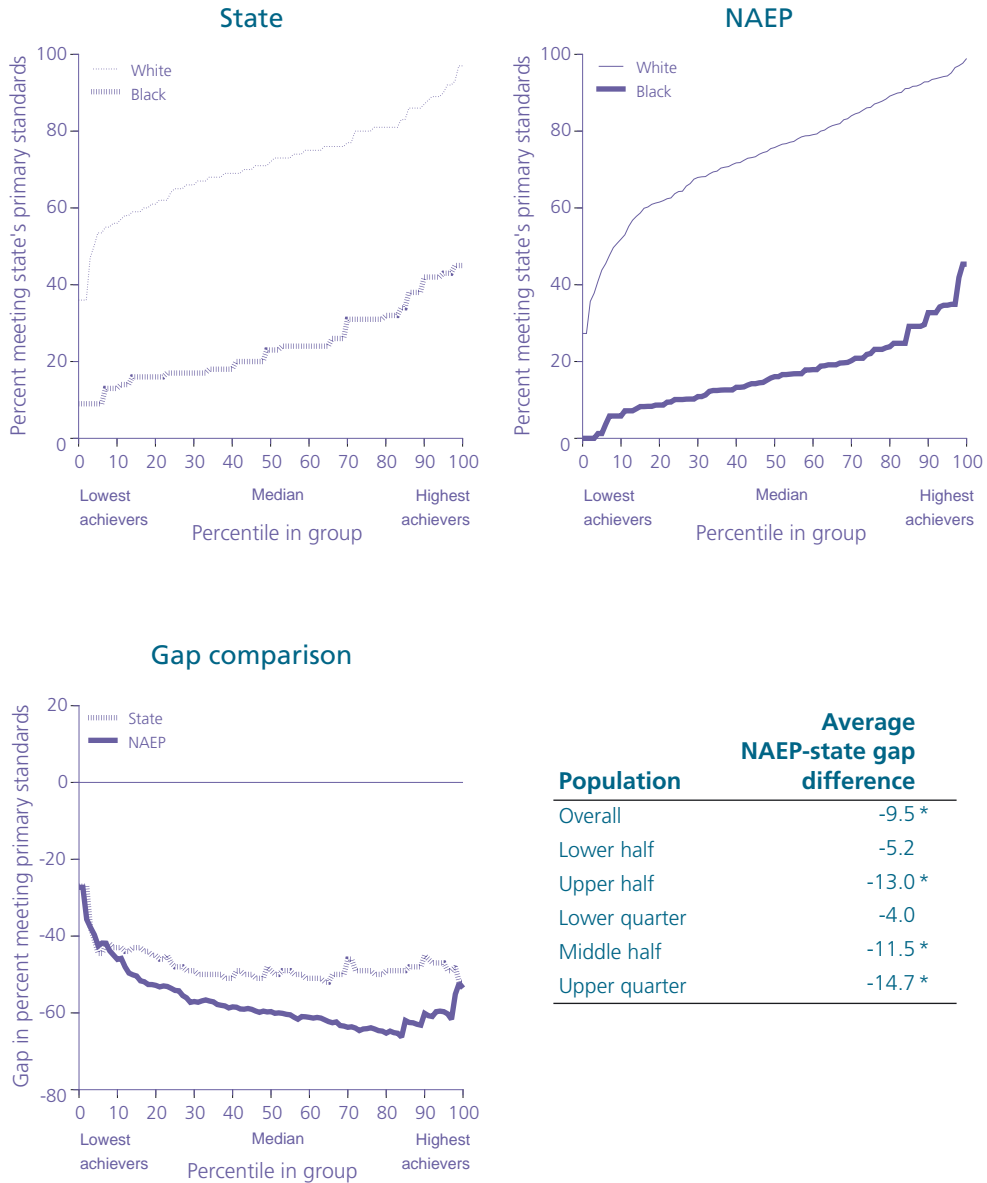 State
Percent meeting state's primary standards
100
80
60
40
20
0
White
Black
0 10 20 30 40 50 60 70 80 90 100
Lowest achievers
Median
Highest achievers
Percentile in group
NAEP
Percent meeting state's primary standards
100
80
60
40
20
0
White
Black
0 10 20 30 40 50 60 70 80 90 100
Lowest achievers
Median
Highest achievers
Percentile in group
Gap comparison
Gap in percent meeting primary standards
20
0
-20
-40
-60
-80
State
NAEP
0 10 20 30 40 50 60 70 80 90 100
Lowest achievers
Median
Highest achievers
Percentile in group
Population Average NAEP-state gap difference
Overall -9.5 *
Lower half -5.2
Upper half -13.0 *
Lower quarter -4.0
Middle half -11.5 *
Upper quarter -14.7 *